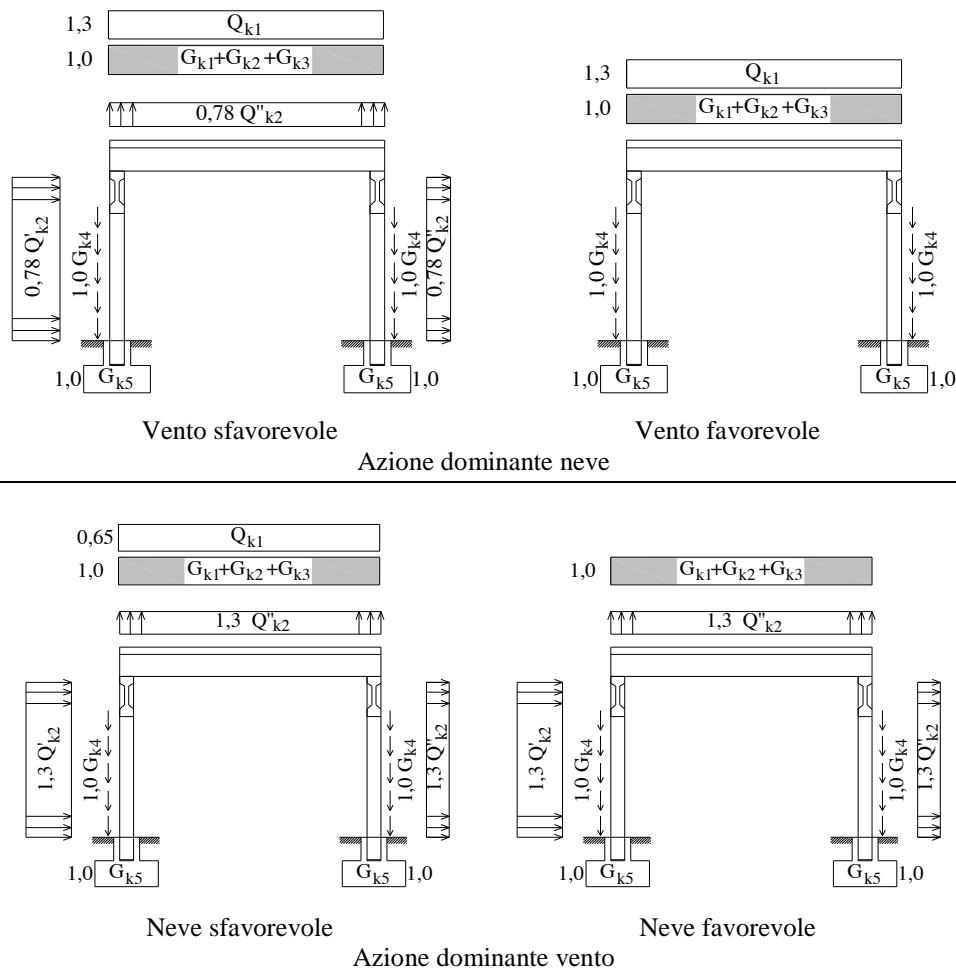 1,3 Q_k1
1,0 G_k1+G_k2+G_k3
0,78 Q''_k2
0,78 Q'_k2
1,0 G_k4
1,0 G_k4
0,78 Q''_k2
1,0 G_k5
G_k5 1,0
Vento sfavorevole
1,3 Q_k1
1,0 G_k1+G_k2+G_k3
1,0 G_k4
1,0 G_k4
1,0 G_k5
G_k5 1,0
Vento favorevole
Azione dominante neve
0,65 Q_k1
1,0 G_k1+G_k2+G_k3
1,3 Q''_k2
1,3 Q'_k2
1,0 G_k4
1,0 G_k4
1,3 Q''_k2
1,0 G_k5
G_k5 1,0
Neve sfavorevole
1,0 G_k1+G_k2+G_k3
1,3 Q''_k2
1,3 Q'_k2
1,0 G_k4
1,0 G_k4
1,3 Q''_k2
1,0 G_k5
G_k5 1,0
Neve favorevole
Azione dominante vento